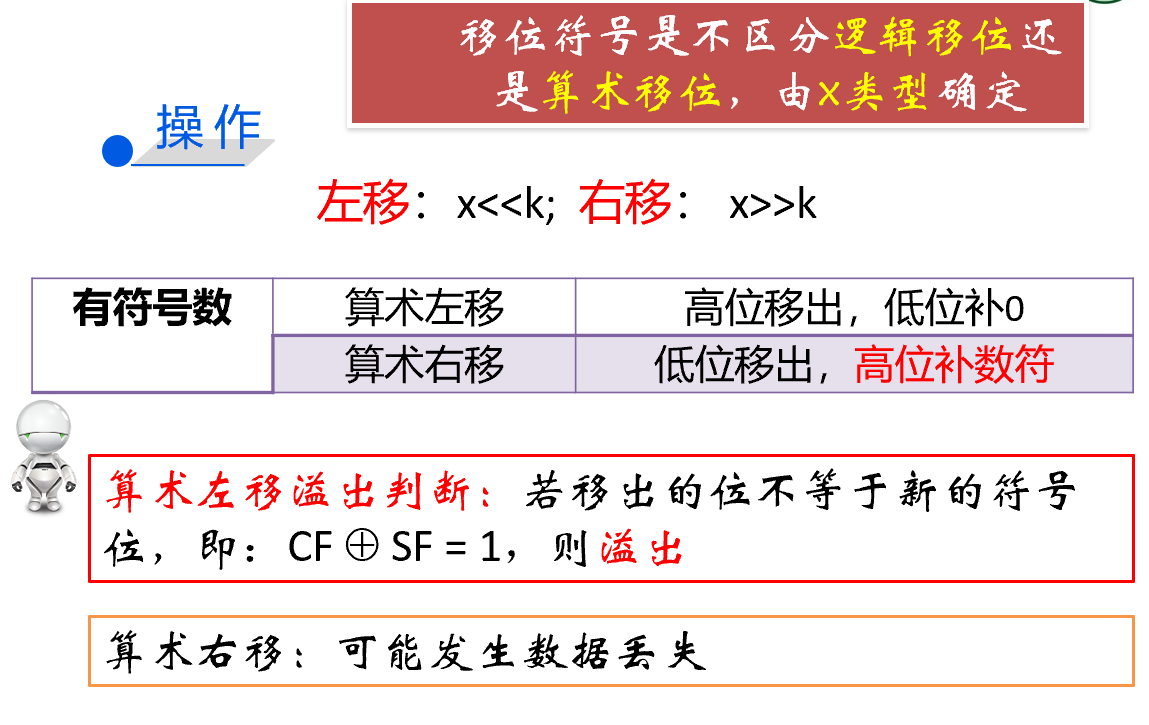 移位符号是不区分逻辑移位还
是算术移位，由X类型确定
操作
左移：x<<k; 右移： x>>k
有符号数 算术左移 高位移出，低位补0
算术右移 低位移出，高位补数符
算术左移溢出判断：若移出的位不等于新的符号
位，即：CF ⊕ SF = 1，则溢出
算术右移：可能发生数据丢失